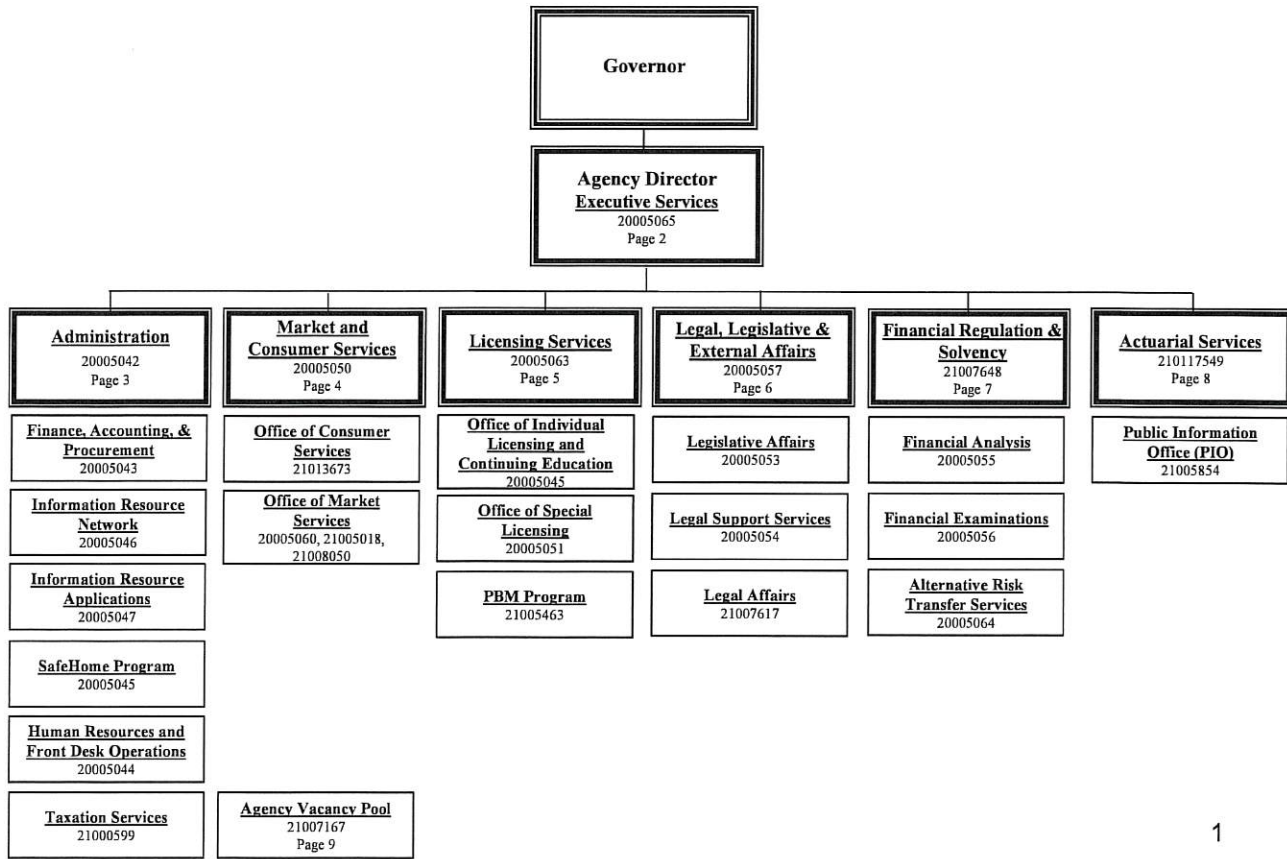 Governor
Agency Director
Executive Services
20005065
Page 2
Administration
20005042
Page 3
Market and
Consumer Services
20005050
Page 4
Licensing Services
20005063
Page 5
Legal, Legislative &
External Affairs
20005057
Page 6
Financial Regulation &
Solvency
21007648
Page 7
Actuarial Services
210117549
Page 8
Finance, Accounting, &
Procurement
20005043
Office of Consumer
Services
21013673
Office of Individual
Licensing and
Continuing Education
20005045
Legislative Affairs
20005053
Financial Analysis
20005055
Public Information
Office (PIO)
21005854
Information Resource
Network
20005046
Office of Market
Services
20005060, 21005018,
21008050
Office of Special
Licensing
20005051
Legal Support Services
20005054
Financial Examinations
20005056
Information Resource
Applications
20005047
PBM Program
21005463
Legal Affairs
21007617
Alternative Risk
Transfer Services
20005064
SafeHome Program
20005045
Human Resources and
Front Desk Operations
20005044
Taxation Services
21000599
Agency Vacancy Pool
21007167
Page 9
1